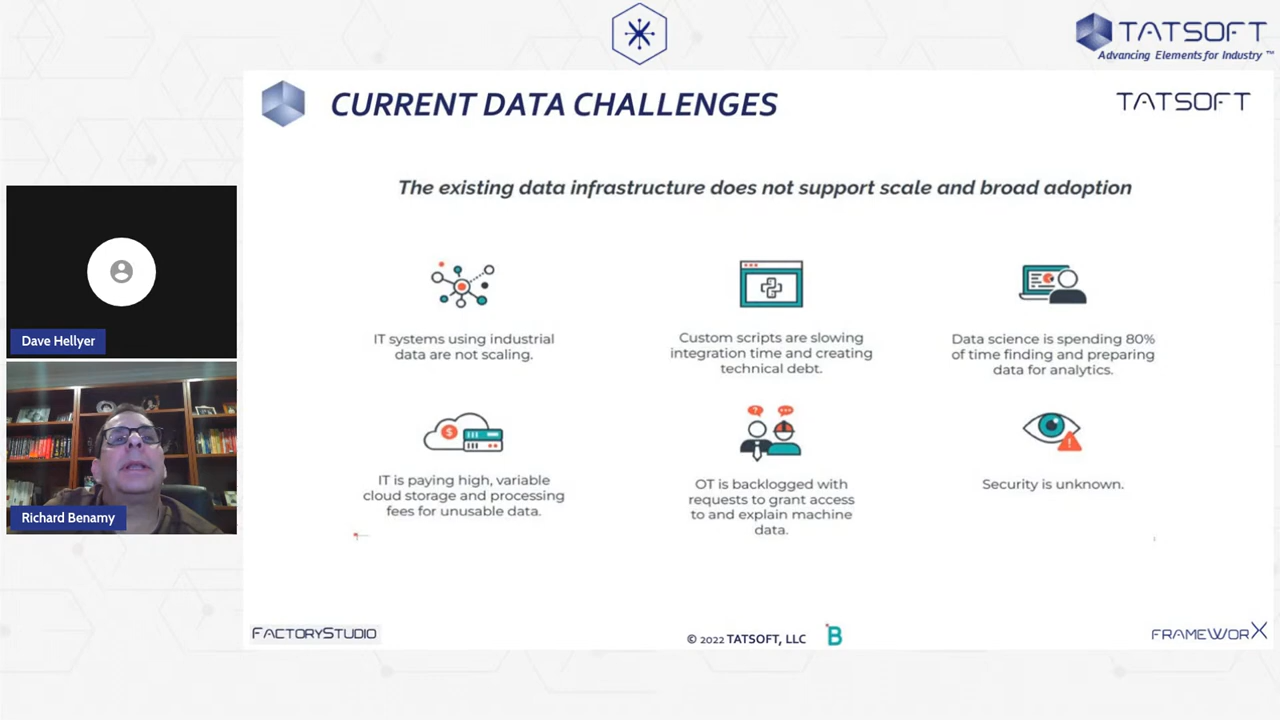 TATSOFT
Advancing Elements for Industry ™
CURRENT DATA CHALLENGES
TATSOFT
The existing data infrastructure does not support scale and broad adoption
IT systems using industrial
data are not scaling.
Custom scripts are slowing
integration time and creating
technical debt.
Data science is spending 80%
of time finding and preparing
data for analytics.
IT is paying high, variable
cloud storage and processing
fees for unusable data.
OT is backlogged with
requests to grant access
to and explain machine
data.
Security is unknown.
Dave Hellyer
Richard Benamy
FACTORYSTUDIO
© 2022 TATSOFT, LLC
B
FRAMEWORX